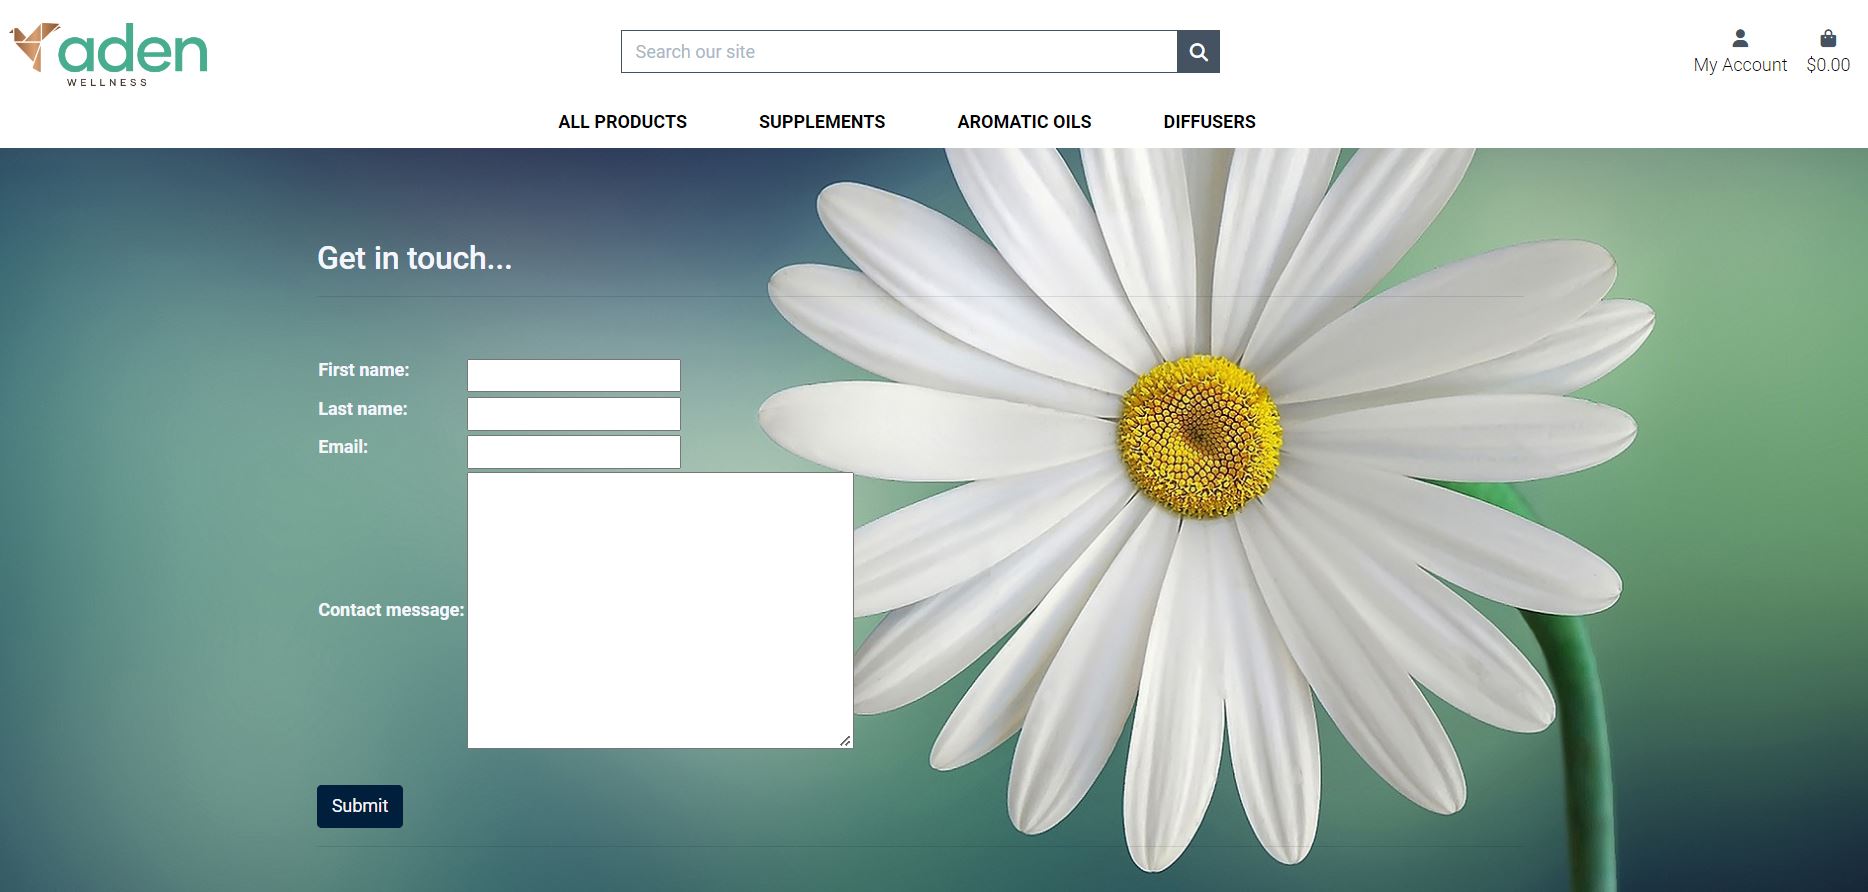 aden
WELLNESS
Search our site
My Account $0.00
ALL PRODUCTS SUPPLEMENTS AROMATIC OILS DIFFUSERS
Get in touch...
First name:
Last name:
Email:
Contact message:
Submit